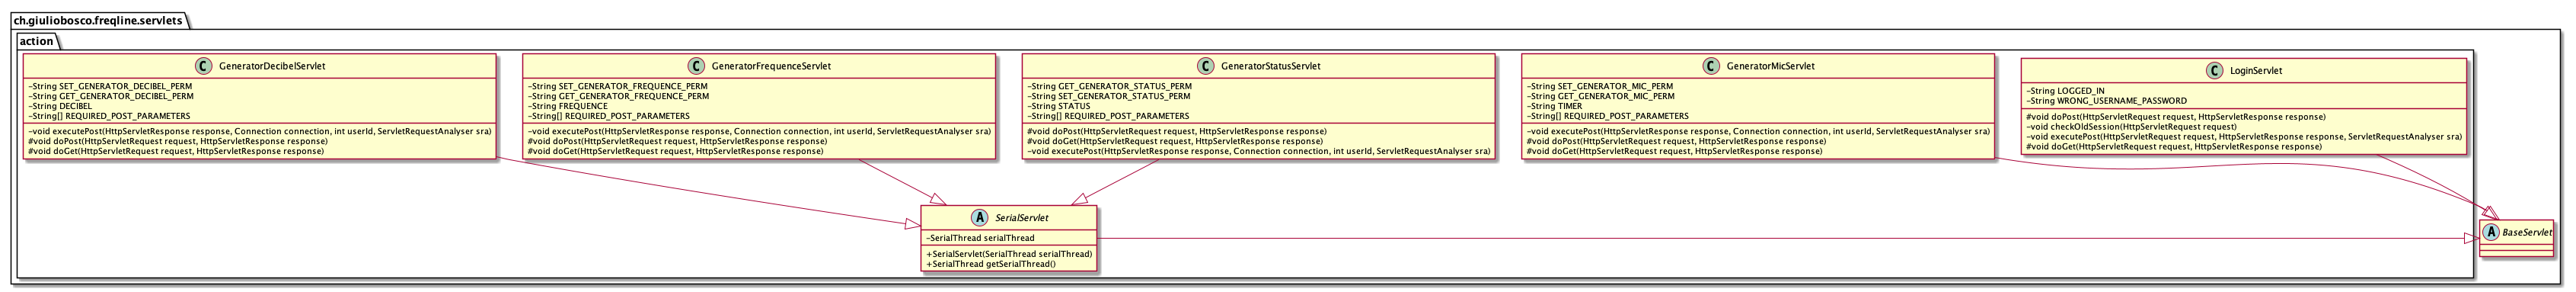 ch.giuliobosco.freqline.servlets
action
C GeneratorDecibelServlet
-String SET_GENERATOR_DECIBEL_PERM
-String GET_GENERATOR_DECIBEL_PERM
-String DECIBEL
-String[] REQUIRED_POST_PARAMETERS
-void executePost(HttpServletResponse response, Connection connection, int userId, ServletRequestAnalyser sra)
#void doPost(HttpServletRequest request, HttpServletResponse response)
#void doGet(HttpServletRequest request, HttpServletResponse response)
C GeneratorFrequenceServlet
-String SET_GENERATOR_FREQUENCE_PERM
-String GET_GENERATOR_FREQUENCE_PERM
-String FREQUENCE
-String[] REQUIRED_POST_PARAMETERS
-void executePost(HttpServletResponse response, Connection connection, int userId, ServletRequestAnalyser sra)
#void doPost(HttpServletRequest request, HttpServletResponse response)
#void doGet(HttpServletRequest request, HttpServletResponse response)
C GeneratorStatusServlet
-String GET_GENERATOR_STATUS_PERM
-String SET_GENERATOR_STATUS_PERM
-String STATUS
-String[] REQUIRED_POST_PARAMETERS
#void doPost(HttpServletRequest request, HttpServletResponse response)
#void doGet(HttpServletRequest request, HttpServletResponse response)
-void executePost(HttpServletResponse response, Connection connection, int userId, ServletRequestAnalyser sra)
C GeneratorMicServlet
-String SET_GENERATOR_MIC_PERM
-String GET_GENERATOR_MIC_PERM
-String TIMER
-String[] REQUIRED_POST_PARAMETERS
-void executePost(HttpServletResponse response, Connection connection, int userId, ServletRequestAnalyser sra)
#void doPost(HttpServletRequest request, HttpServletResponse response)
#void doGet(HttpServletRequest request, HttpServletResponse response)
C LoginServlet
-String LOGGED_IN
-String WRONG_USERNAME_PASSWORD
#void doPost(HttpServletRequest request, HttpServletResponse response)
-void checkOldSession(HttpServletRequest request)
-void executePost(HttpServletRequest request, HttpServletResponse response, ServletRequestAnalyser sra)
#void doGet(HttpServletRequest request, HttpServletResponse response)
A SerialServlet
-SerialThread serialThread
+SerialServlet(SerialThread serialThread)
+SerialThread getSerialThread()
A BaseServlet